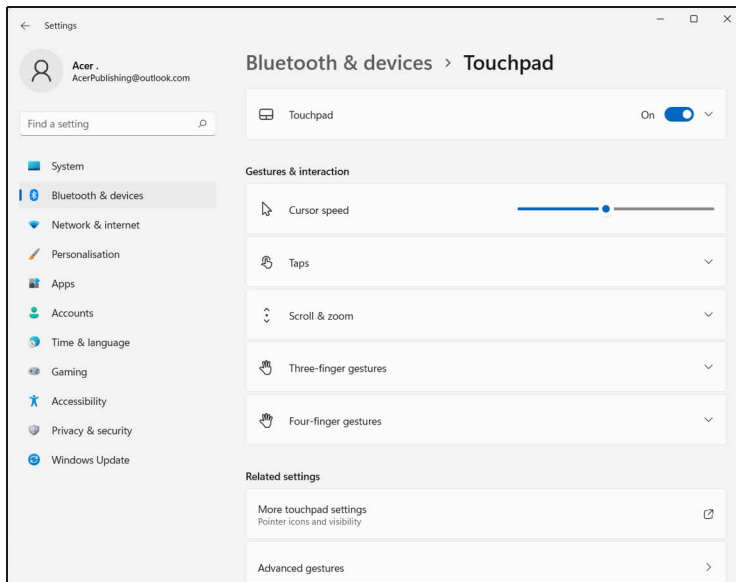 Settings
Acer .
AcerPublishing@outlook.com
Find a setting
System
Bluetooth & devices
Network & internet
Personalisation
Apps
Accounts
Time & language
Gaming
Accessibility
Privacy & security
Windows Update
Bluetooth & devices › Touchpad
Touchpad
On
Gestures & interaction
Cursor speed
Taps
Scroll & zoom
Three-finger gestures
Four-finger gestures
Related settings
More touchpad settings
Pointer icons and visibility
Advanced gestures